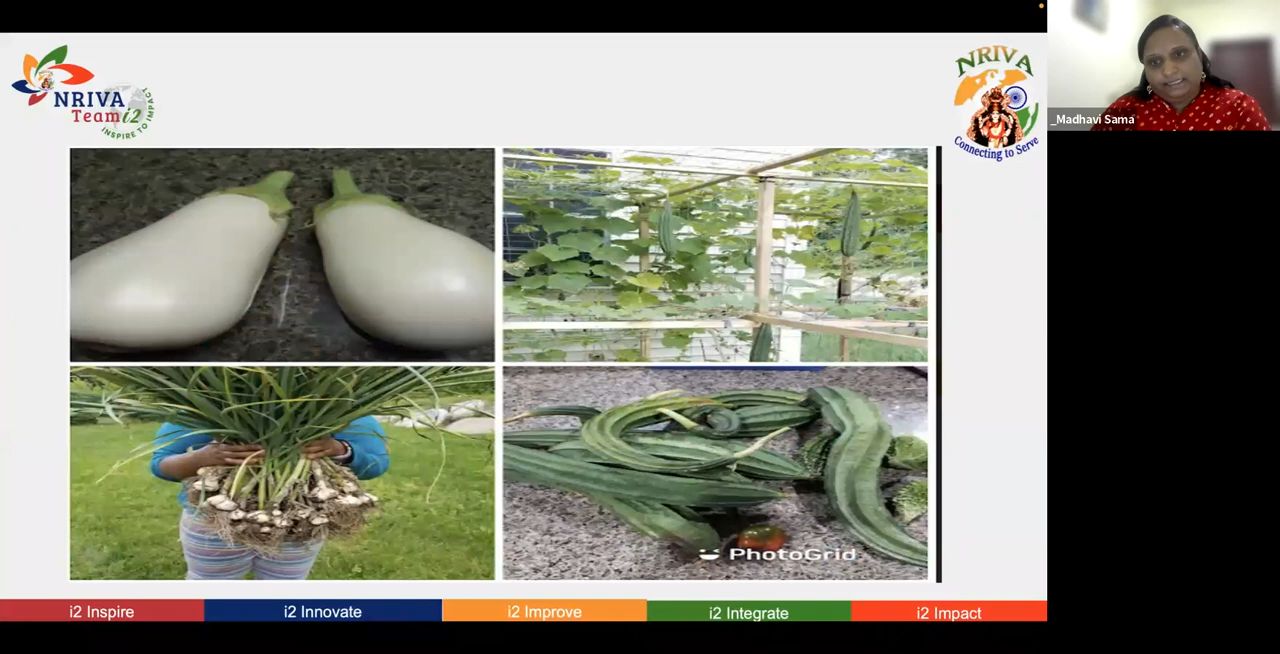 NRIVA
Team i2
INSPIRE TO IMPACT
NRIVA
Connecting to Serve
_Madhavi Sama
PhotoGrid
i2 Inspire
i2 Innovate
i2 Improve
i2 Integrate
i2 Impact